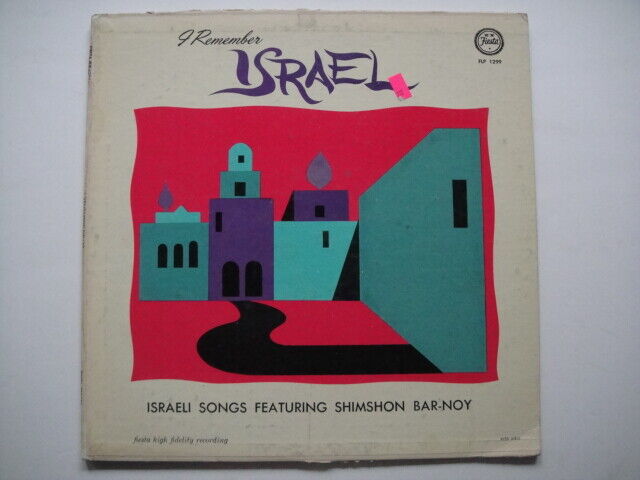 I Remember
ISRAEL
Fiesta
FLP 1299
ISRAELI SONGS FEATURING SHIMSHON BAR-NOY
fiesta high fidelity recording